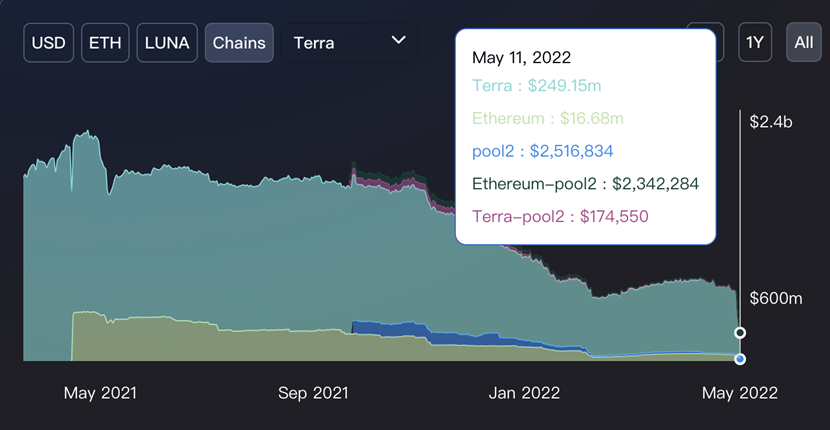 USD ETH LUNA Chains Terra 1Y All
May 11, 2022
Terra : $249.15m
Ethereum : $16.68m
pool2 : $2,516,834
Ethereum-pool2 : $2,342,284
Terra-pool2 : $174,550
$2.4b
$600m
May 2021 Sep 2021 Jan 2022 May 2022